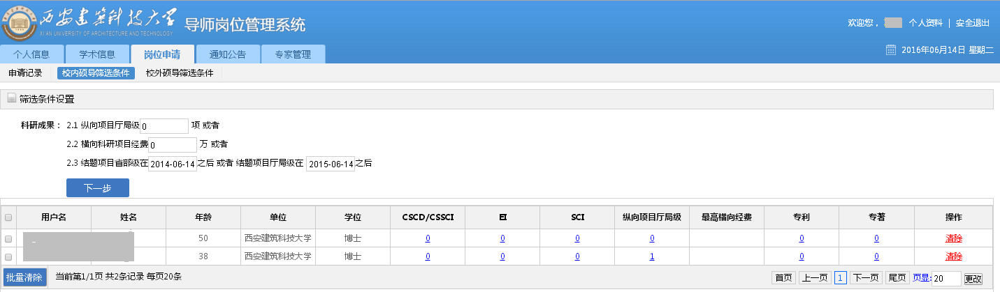 西安建筑科技大学 导师岗位管理系统
XI'AN UNIVERSITY OF ARCHITECTURE AND TECHNOLOGY
欢迎您， 个人资料 | 安全退出
个人信息 学术信息 岗位申请 通知公告 专家管理
2016年06月14日 星期二
申请记录 校内硕导筛选条件 校外硕导筛选条件
筛选条件设置
科研成果： 2.1 纵向项目厅局级 0 项 或者
2.2 横向科研项目经费 0 万 或者
2.3 结题项目省部级在 2014-06-14 之后 或者 结题项目厅局级在 2015-06-14 之后
下一步
用户名 姓名 年龄 单位 学位 CSCD/CSSCI EI SCI 纵向项目厅局级 最高横向经费 专利 专著 操作
50 西安建筑科技大学 博士 0 0 0 0 0 0 清除
38 西安建筑科技大学 博士 0 0 0 1 0 0 清除
批量清除 当前第1/1页 共2条记录 每页20条 首页 上一页 1 下一页 尾页 页显: 20 更改